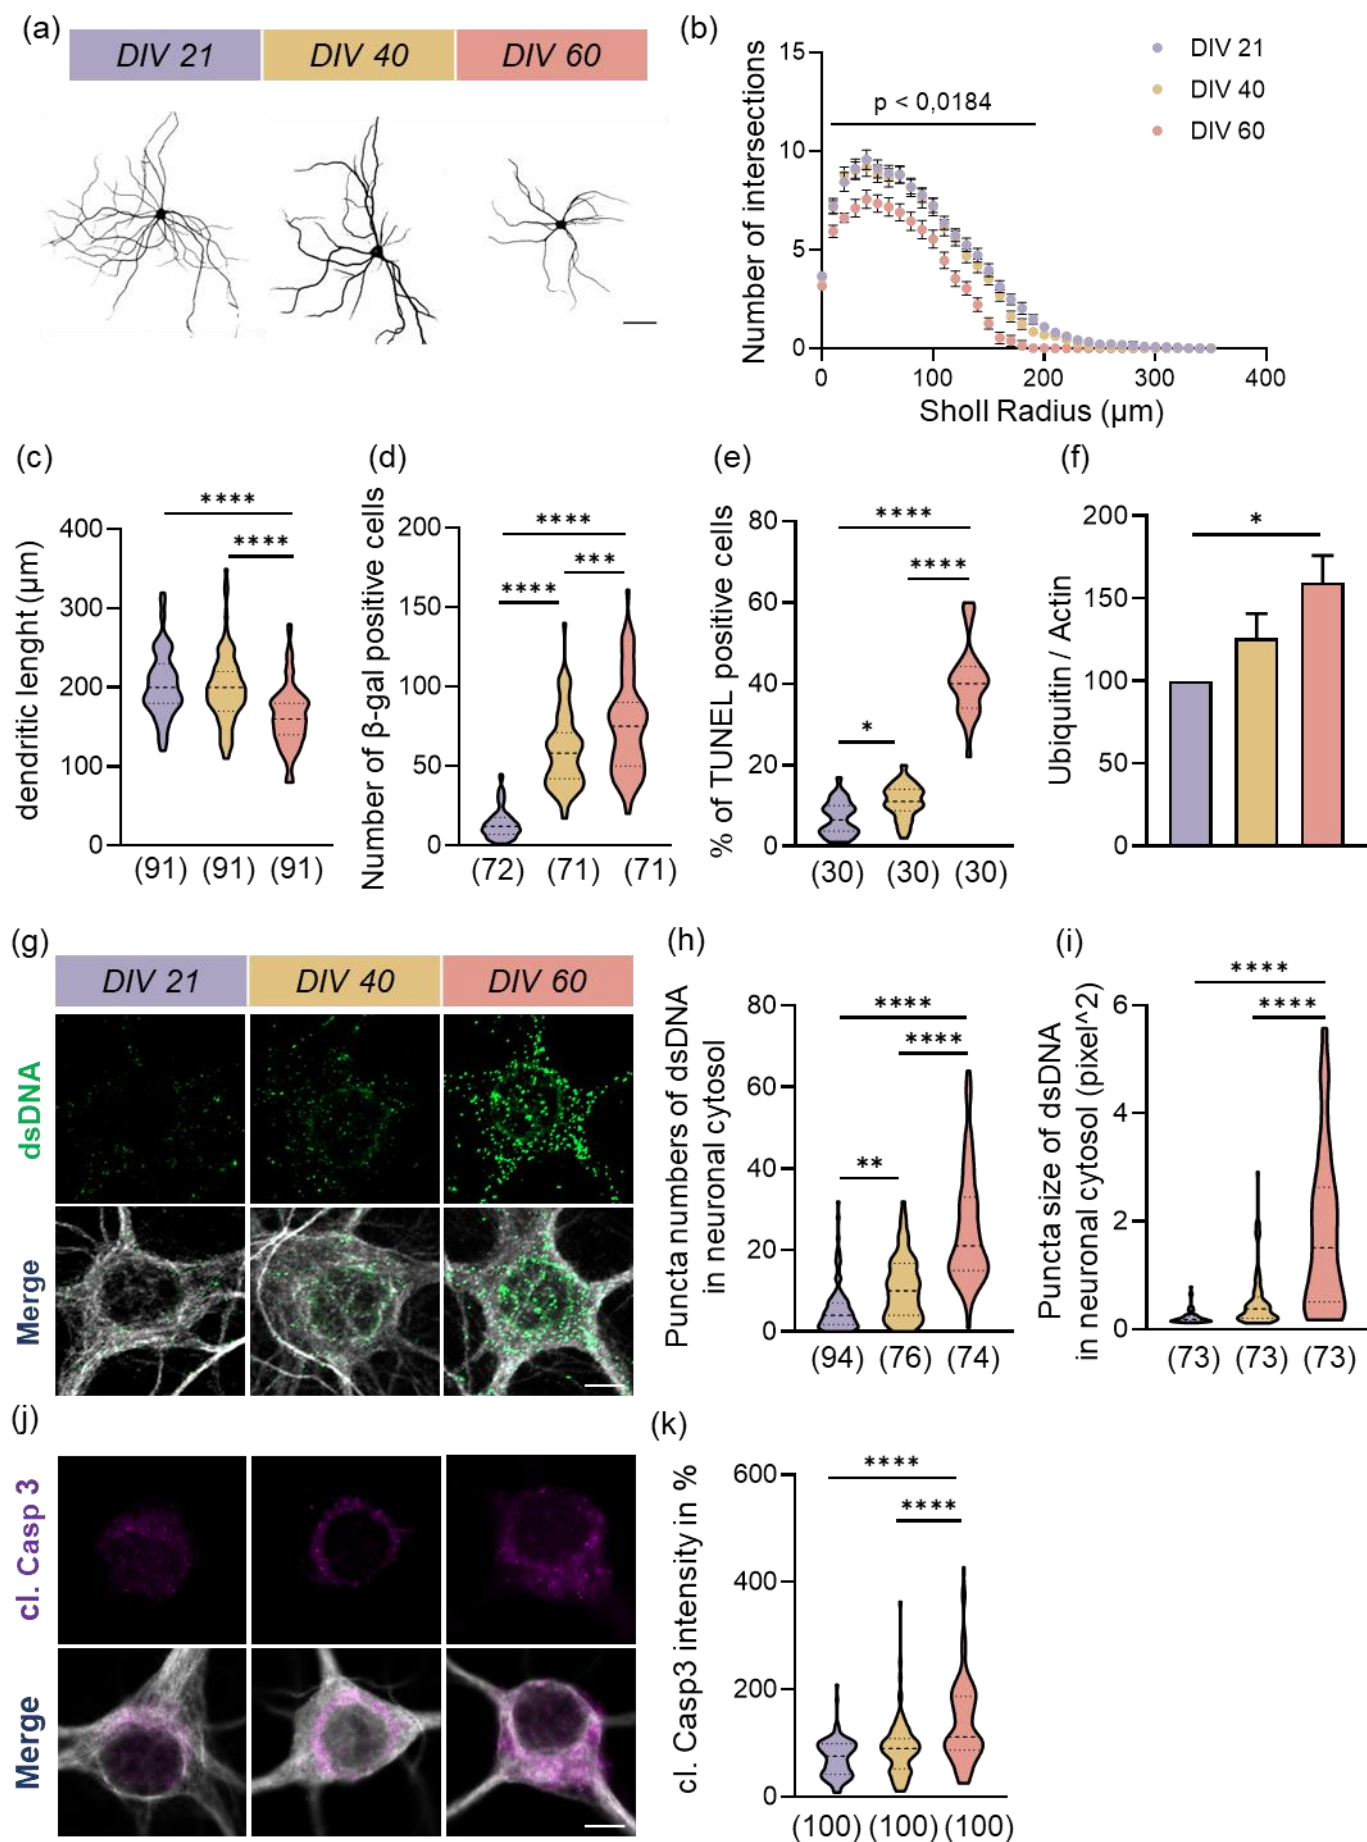 (a)
DIV 21 DIV 40 DIV 60
(b)
Number of intersections
15
10
5
0
p < 0,0184
DIV 21
DIV 40
DIV 60
0 100 200 300 400
Sholl Radius (µm)
(c)
dendritic lenght (µm)
400
300
200
100
0
****
****
(91) (91) (91)
(d)
Number of β-gal positive cells
200
150
100
50
0
****
***
****
(72) (71) (71)
(e)
% of TUNEL positive cells
80
60
40
20
0
****
****
*
(30) (30) (30)
(f)
Ubiquitin / Actin
200
150
100
50
0
*
(g)
DIV 21 DIV 40 DIV 60
dsDNA
Merge
(h)
Puncta numbers of dsDNA
in neuronal cytosol
80
60
40
20
0
****
****
**
(94) (76) (74)
(i)
Puncta size of dsDNA
in neuronal cytosol (pixel^2)
6
4
2
0
****
****
(73) (73) (73)
(j)
cl. Casp 3
Merge
(k)
cl. Casp3 intensity in %
600
400
200
0
****
****
(100) (100) (100)